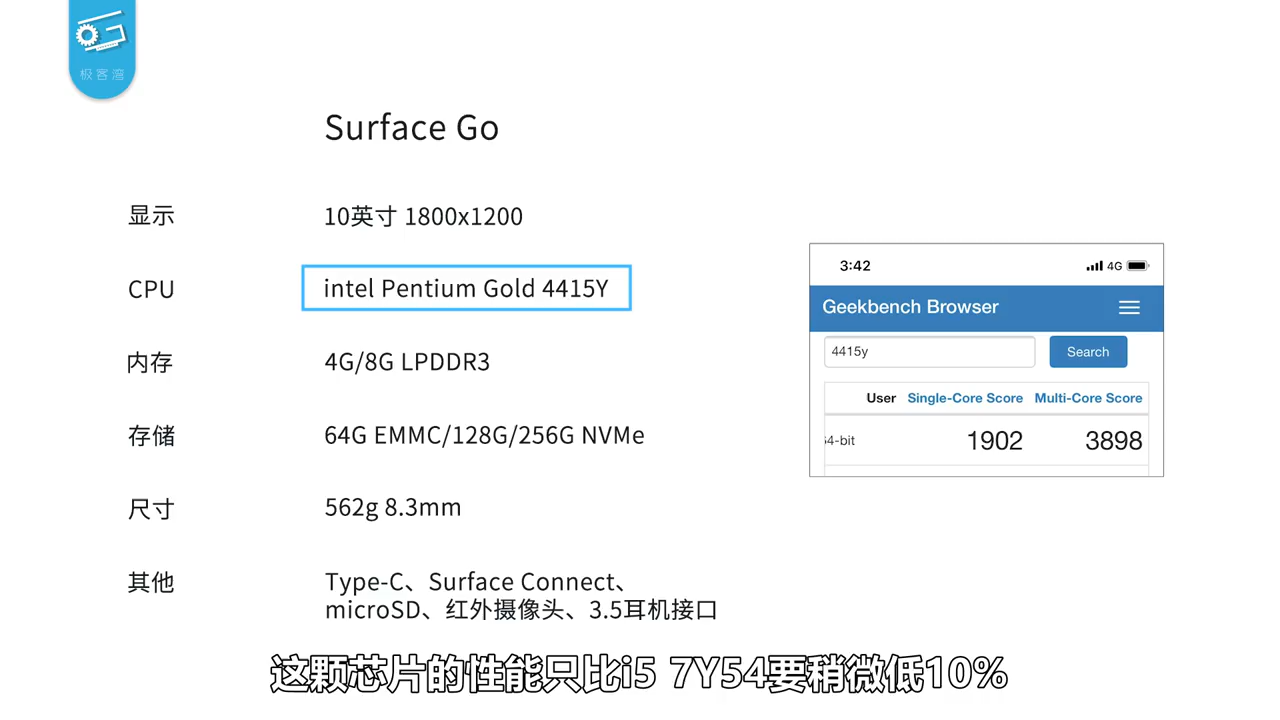 极客湾
Surface Go
显示
10英寸 1800x1200
CPU
intel Pentium Gold 4415Y
内存
4G/8G LPDDR3
存储
64G EMMC/128G/256G NVMe
尺寸
562g 8.3mm
其他
Type-C、Surface Connect、
microSD、红外摄像头、3.5耳机接口
3:42
4G
Geekbench Browser
4415y
Search
User Single-Core Score Multi-Core Score
64-bit 1902 3898
这颗芯片的性能只比i5 7Y54要稍微低10%